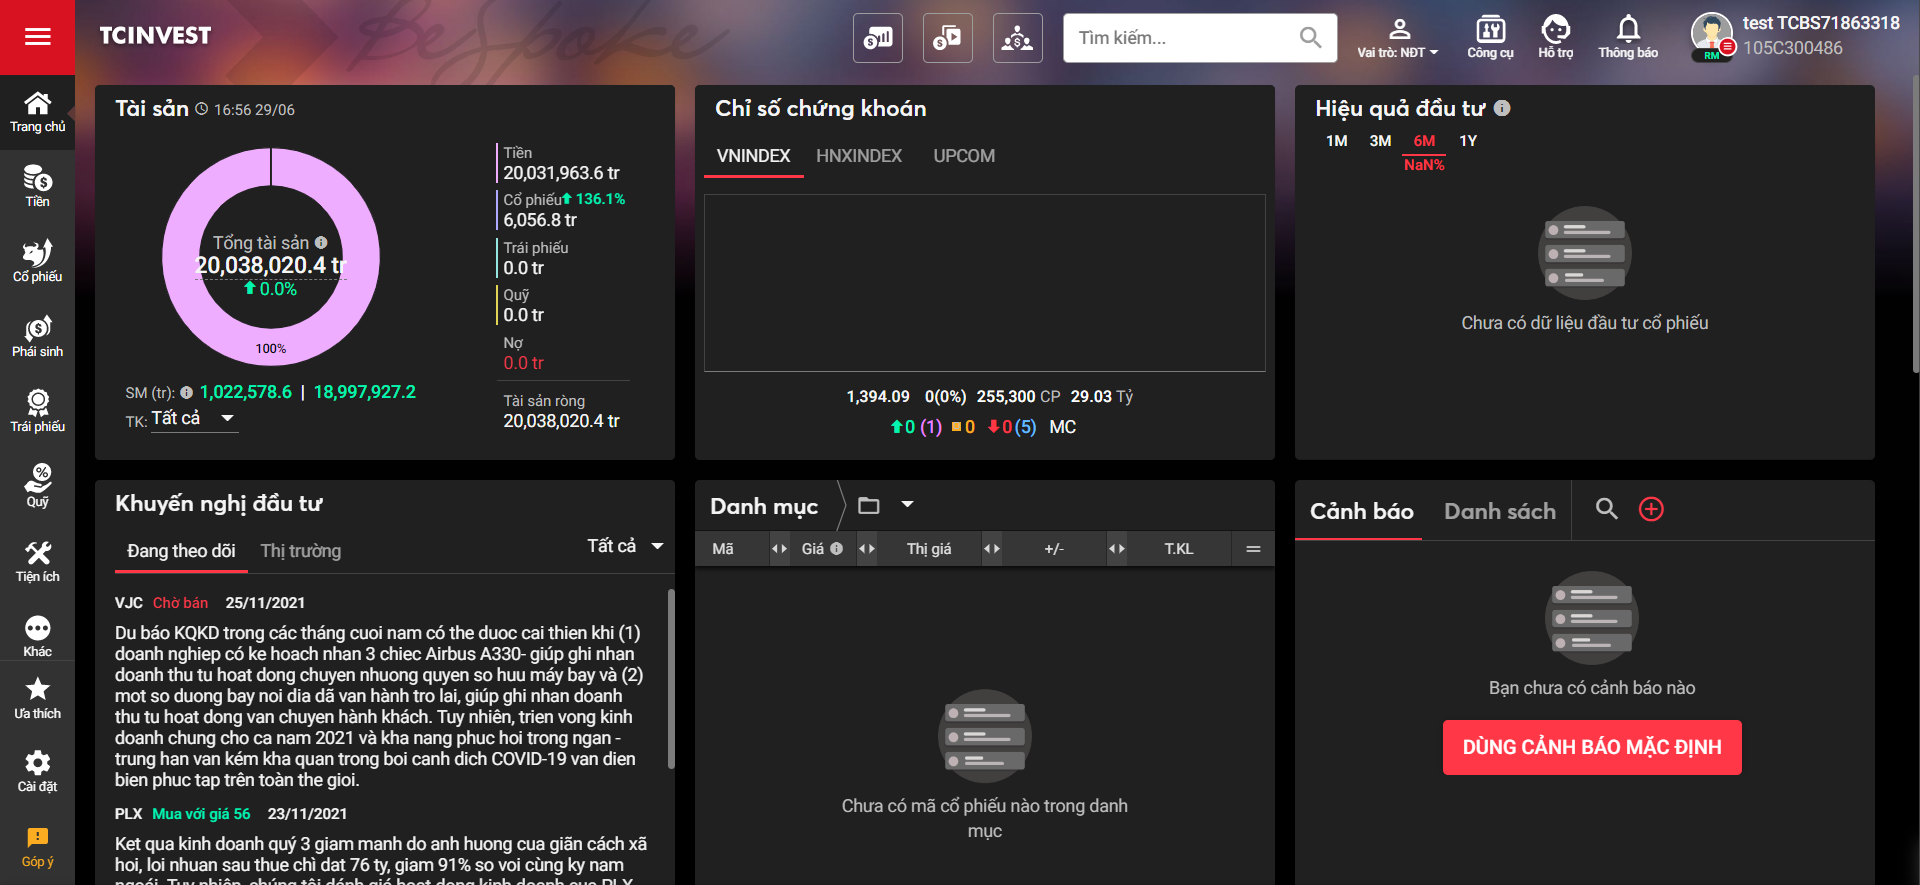 BeSpoke
TCINVEST
Tìm kiếm...
Vai trò: NĐT
Công cụ
Hỗ trợ
Thông báo
RM
test TCBS71863318
105C300486
Trang chủ
Tiền
Cổ phiếu
Phái sinh
Trái phiếu
Quỹ
Tiện ích
Khác
Ưa thích
Cài đặt
Góp ý
Tài sản 16:56 29/06
Tổng tài sản
20,038,020.4 tr
0.0%
100%
Tiền
20,031,963.6 tr
Cổ phiếu 136.1%
6,056.8 tr
Trái phiếu
0.0 tr
Quỹ
0.0 tr
Nợ
0.0 tr
Tài sản ròng
20,038,020.4 tr
SM (tr): 1,022,578.6 | 18,997,927.2
TK: Tất cả
Chỉ số chứng khoán
VNINDEX HNXINDEX UPCOM
1,394.09 0(0%) 255,300 CP 29.03 Tỷ
0 (1) 0 0 (5) MC
Hiệu quả đầu tư
1M 3M 6M 1Y
NaN%
Chưa có dữ liệu đầu tư cổ phiếu
Khuyến nghị đầu tư
Đang theo dõi Thị trường Tất cả
VJC Chờ bán 25/11/2021
Du báo KQKD trong các tháng cuoi nam có the duoc cai thien khi (1)
doanh nghiep có ke hoach nhan 3 chiec Airbus A330- giúp ghi nhan
doanh thu tu hoat dong chuyen nhuong quyen so huu máy bay và (2)
mot so duong bay noi dia dã van hành tro lai, giúp ghi nhan doanh
thu tu hoat dong van chuyen hành khách. Tuy nhiên, trien vong kinh
doanh chung cho ca nam 2021 và kha nang phuc hoi trong ngan -
trung han van kém kha quan trong boi canh dich COVID-19 van dien
bien phuc tap trên toàn the gioi.
PLX Mua với giá 56 23/11/2021
Ket qua kinh doanh quý 3 giam manh do anh huong cua giãn cách xã
hoi, loi nhuan sau thue chì dat 76 ty, giam 91% so voi cùng ky nam
ngoái. Tuy nhiên, chúng tôi đánh giá hoat dong kinh doanh cua PLX
Danh mục
Mã Giá Thị giá +/- T.KL
Chưa có mã cổ phiếu nào trong danh
mục
Cảnh báo Danh sách
Bạn chưa có cảnh báo nào
DÙNG CẢNH BÁO MẶC ĐỊNH